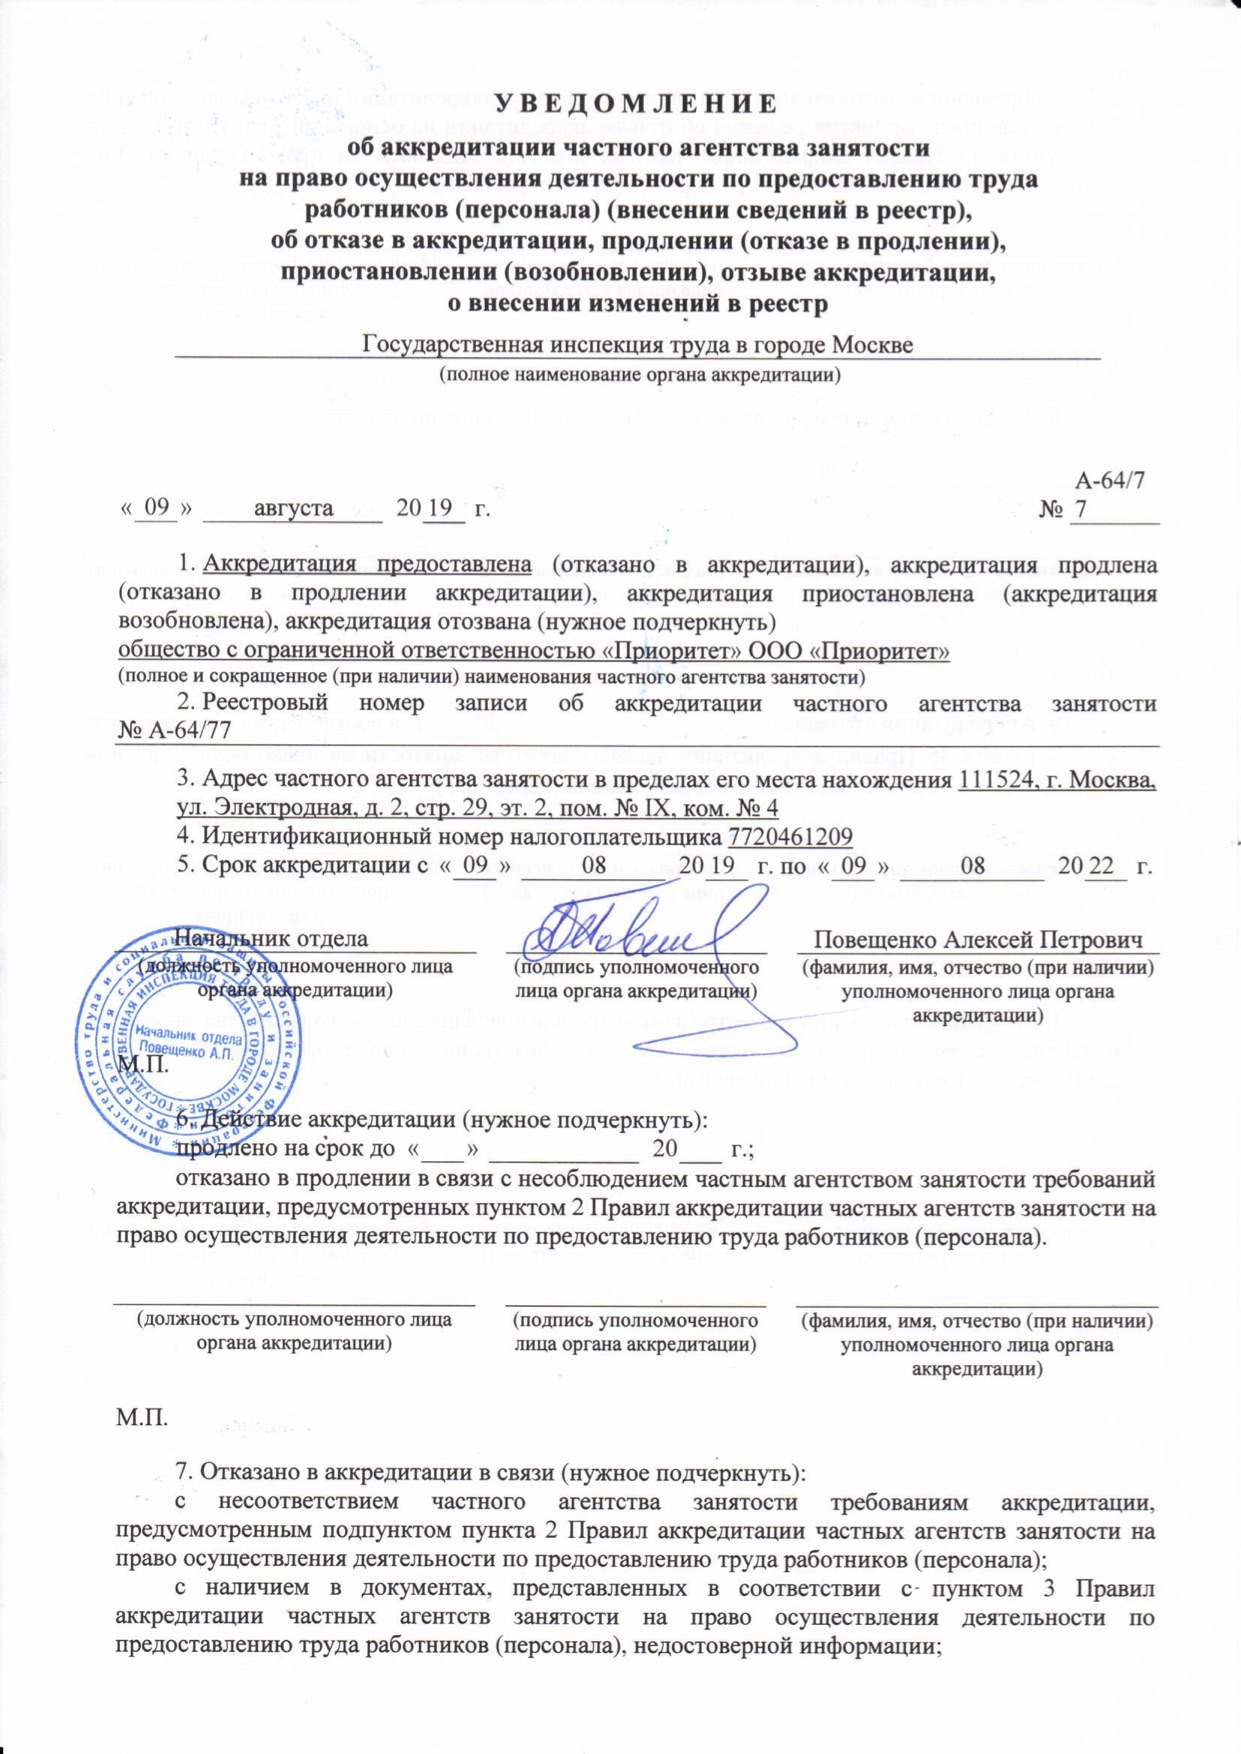 УВЕДОМЛЕНИЕ
об аккредитации частного агентства занятости
на право осуществления деятельности по предоставлению труда
работников (персонала) (внесении сведений в реестр),
об отказе в аккредитации, продлении (отказе в продлении),
приостановлении (возобновлении), отзыве аккредитации,
о внесении изменений в реестр
Государственная инспекция труда в городе Москве
(полное наименование органа аккредитации)
А-64/7
« 09 » августа 20 19 г. № 7
1. Аккредитация предоставлена (отказано в аккредитации), аккредитация продлена
(отказано в продлении аккредитации), аккредитация приостановлена (аккредитация
возобновлена), аккредитация отозвана (нужное подчеркнуть)
общество с ограниченной ответственностью «Приоритет» ООО «Приоритет»
(полное и сокращенное (при наличии) наименования частного агентства занятости)
2. Реестровый номер записи об аккредитации частного агентства занятости
№ А-64/77
3. Адрес частного агентства занятости в пределах его места нахождения 111524, г. Москва,
ул. Электродная, д. 2, стр. 29, эт. 2, пом. № IX, ком. № 4
4. Идентификационный номер налогоплательщика 7720461209
5. Срок аккредитации с « 09 » 08 20 19 г. по « 09 » 08 20 22 г.
Начальник отдела Повещенко Алексей Петрович
(должность уполномоченного лица (подпись уполномоченного (фамилия, имя, отчество (при наличии)
органа аккредитации) лица органа аккредитации) уполномоченного лица органа
аккредитации)
Министерство труда и социальной защиты Российской Федерации
Федеральная служба по труду и занятости
ГОСУДАРСТВЕННАЯ ИНСПЕКЦИЯ ТРУДА В ГОРОДЕ МОСКВЕ
Начальник отдела
Повещенко А.П.
М.П.
6. Действие аккредитации (нужное подчеркнуть):
продлено на срок до «___» ____________ 20___ г.;
отказано в продлении в связи с несоблюдением частным агентством занятости требований
аккредитации, предусмотренных пунктом 2 Правил аккредитации частных агентств занятости на
право осуществления деятельности по предоставлению труда работников (персонала).
(должность уполномоченного лица (подпись уполномоченного (фамилия, имя, отчество (при наличии)
органа аккредитации) лица органа аккредитации) уполномоченного лица органа
аккредитации)
М.П.
7. Отказано в аккредитации в связи (нужное подчеркнуть):
с несоответствием частного агентства занятости требованиям аккредитации,
предусмотренным подпунктом пункта 2 Правил аккредитации частных агентств занятости на
право осуществления деятельности по предоставлению труда работников (персонала);
с наличием в документах, представленных в соответствии с пунктом 3 Правил
аккредитации частных агентств занятости на право осуществления деятельности по
предоставлению труда работников (персонала), недостоверной информации;